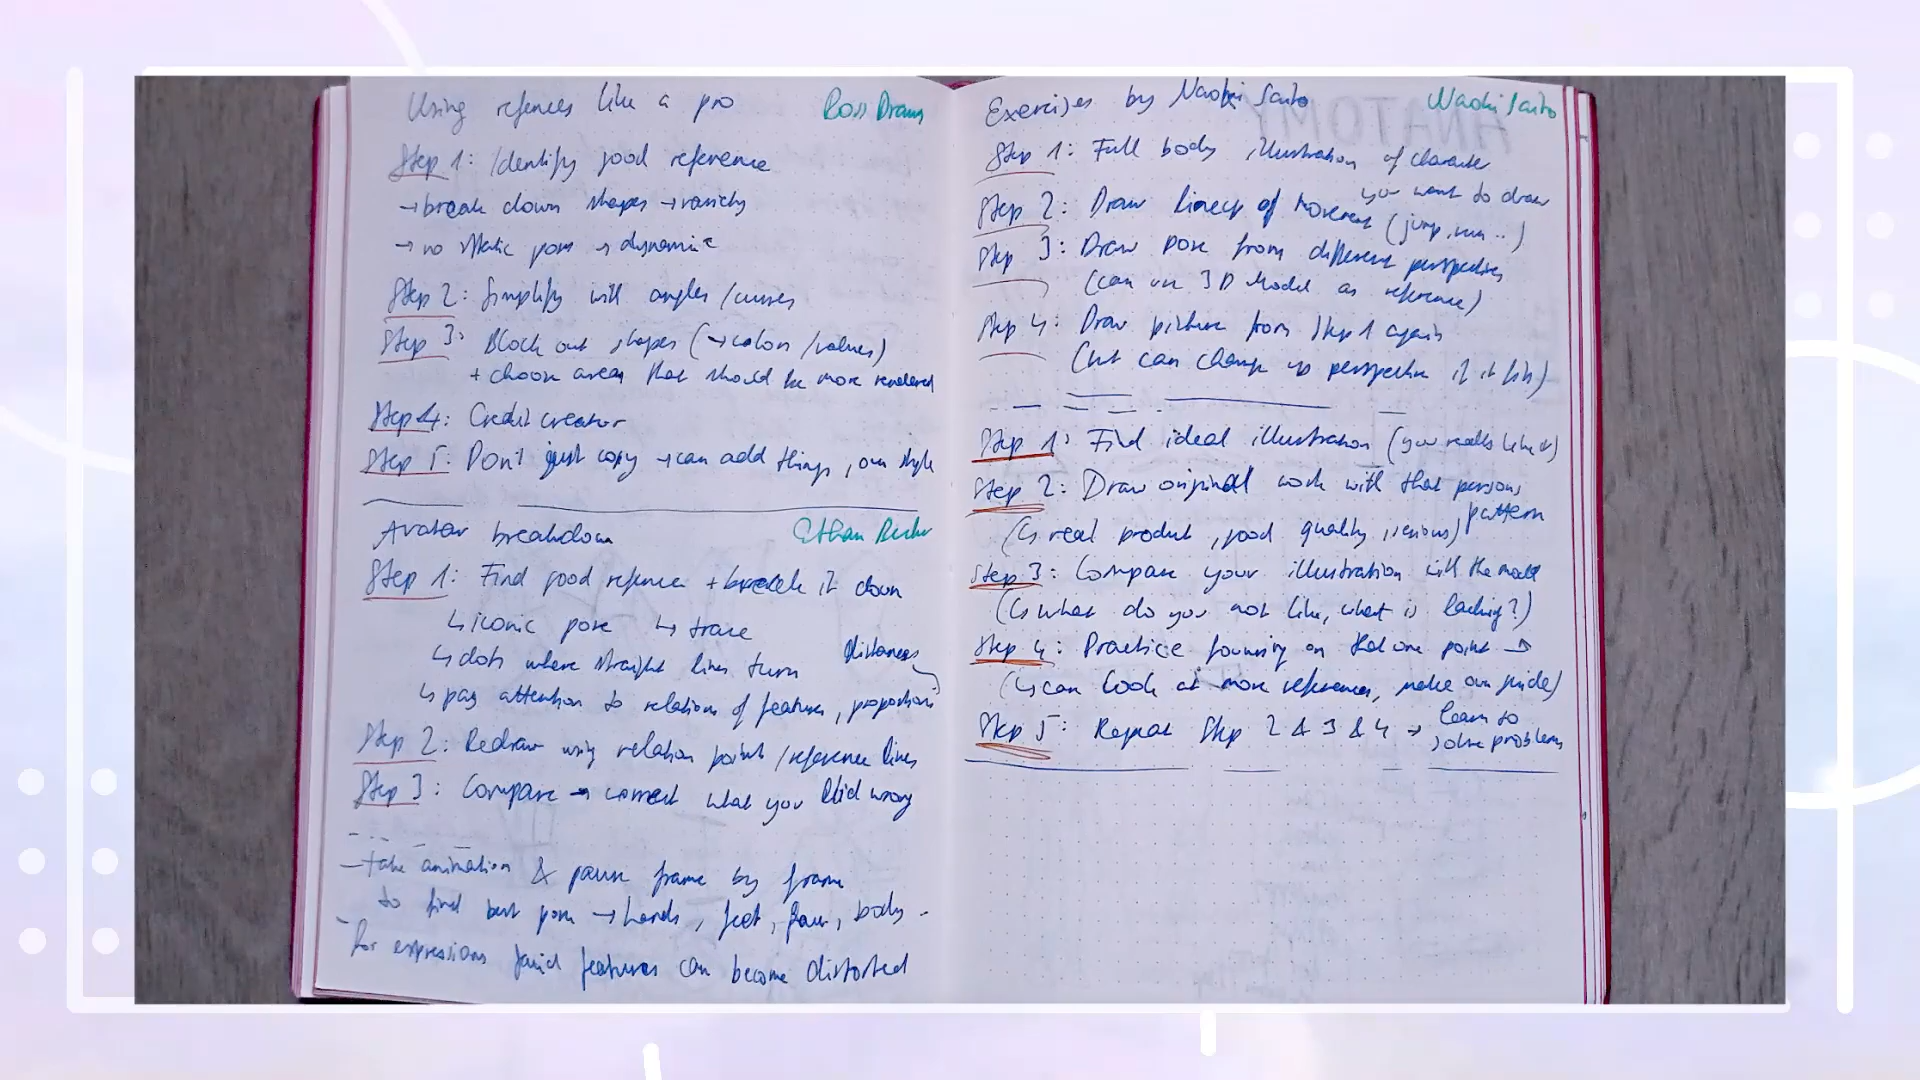 Using refences like a pro
Ross Draws
Step 1: Identify good reference
→ break down shapes → variety
→ no static pose → dynamic
Step 2: Simplify with angles / curves
Step 3: Block out shapes (→ colors / values)
+ choose areas that should be more rendered
Step 4: Credit creator
Step 5: Don't just copy → can add things, own style
Avatar breakdown
Ethan Becker
Step 1: Find good refence + break it down
↳ iconic pose ↳ trace
↳ dots where straight lines turn
distances
↳ pay attention to relations of features, proportions
Step 2: Redraw using relation points / reference lines
Step 3: Compare → correct what you did wrong
- take animation & pause frame by frame
to find best pose → hands, feet, face, body
- for expressions facial features can become distorted
Exercises by Naoki Saito
Naoki Saito
ANATOMY
Step 1: Full body illustration of character
you want to draw
Step 2: Draw lineup of movement (jump, run ..)
Step 3: Draw pose from different perspectives
(can use 3D Model as reference)
Step 4: Draw picture from Step 1 again
(but can change up perspective if it fits)
Step 1: Find ideal illustration (you really like it)
Step 2: Draw original work with that persons
pattern
(↳ real product, good quality, serious)
Step 3: Compare your illustration with the model
(↳ what do you not like, what is lacking?)
Step 4: Practice focusing on that one point
(↳ can look at more references, make own guide)
Step 5: Repeat Step 2 & 3 & 4 → learn to
solve problems